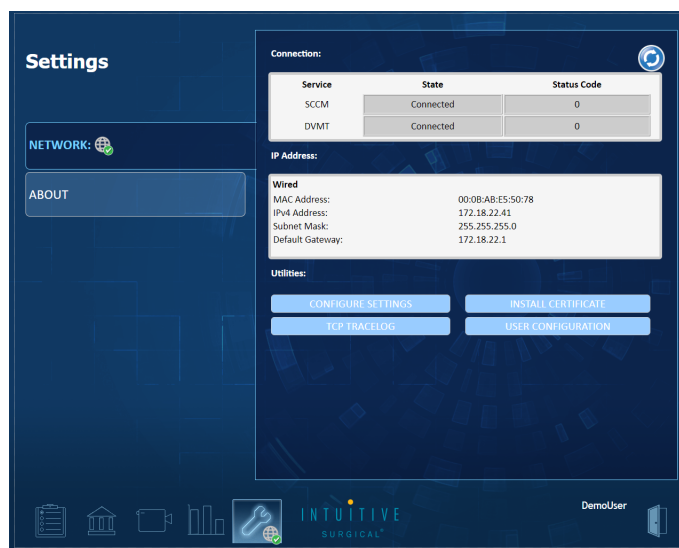 Settings
NETWORK:
ABOUT
Connection:
Service State Status Code
SCCM Connected 0
DVMT Connected 0
IP Address:
Wired
MAC Address: 00:0B:AB:E5:50:78
IPv4 Address: 172.18.22.41
Subnet Mask: 255.255.255.0
Default Gateway: 172.18.22.1
Utilities:
CONFIGURE SETTINGS INSTALL CERTIFICATE
TCP TRACELOG USER CONFIGURATION
INTUITIVE
SURGICAL®
DemoUser